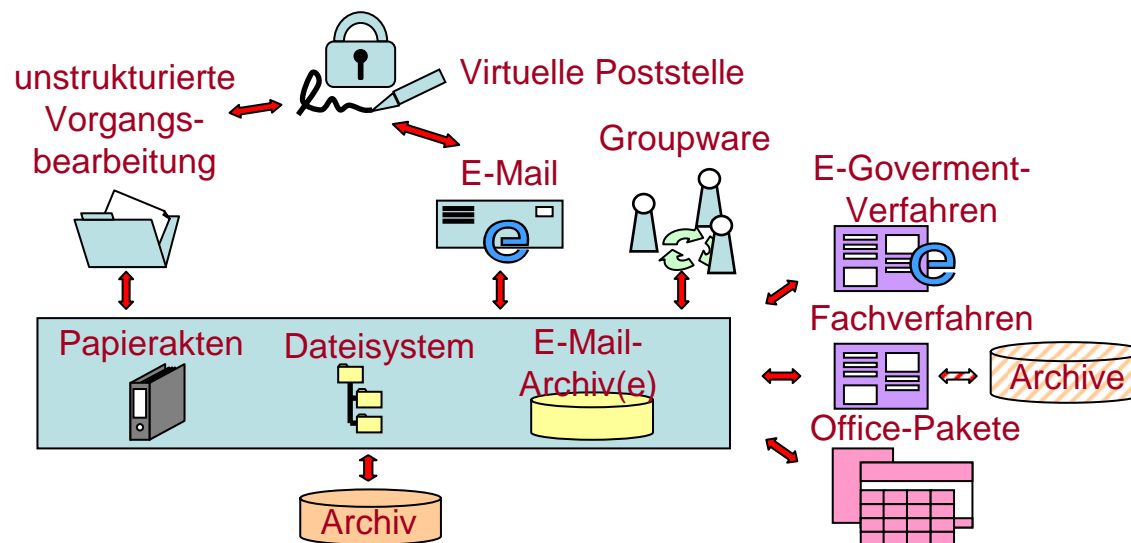 unstrukturierte
Vorgangs-
bearbeitung
Virtuelle Poststelle
E-Mail
Groupware
E-Goverment-
Verfahren
Papierakten
Dateisystem
E-Mail-
Archiv(e)
Fachverfahren
Archive
Office-Pakete
Archiv